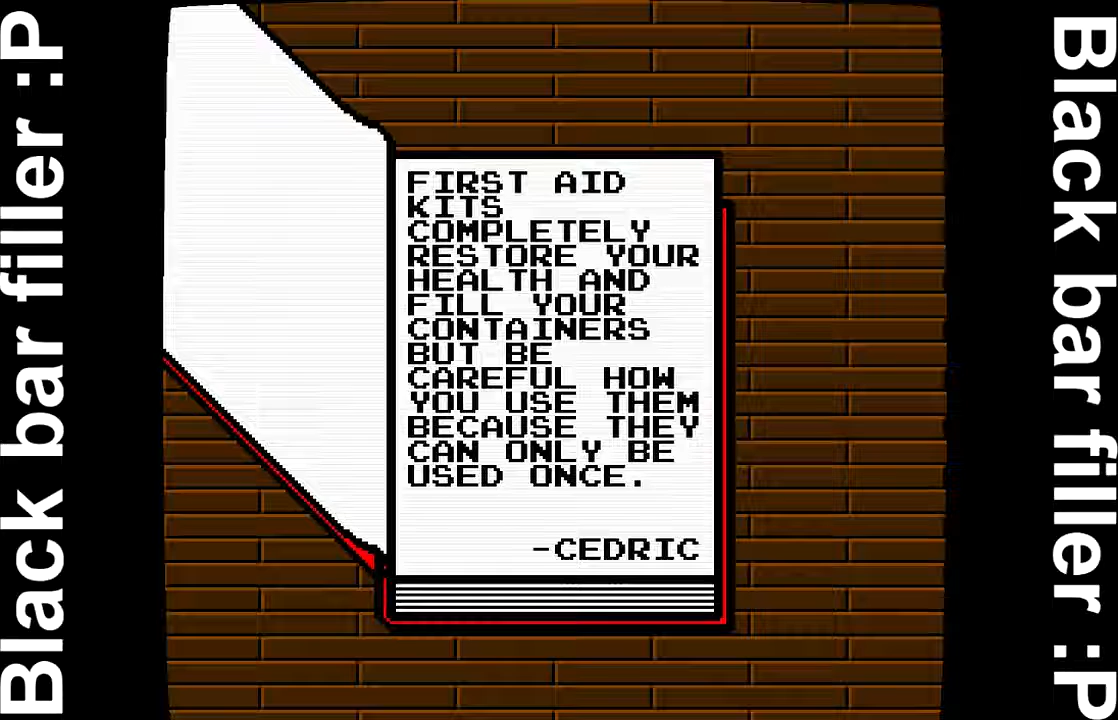 Black bar filler :P
FIRST AID
KITS
COMPLETELY
RESTORE YOUR
HEALTH AND
FILL YOUR
CONTAINERS
BUT BE
CAREFUL HOW
YOU USE THEM
BECAUSE THEY
CAN ONLY BE
USED ONCE.
-CEDRIC
Black bar filler :P